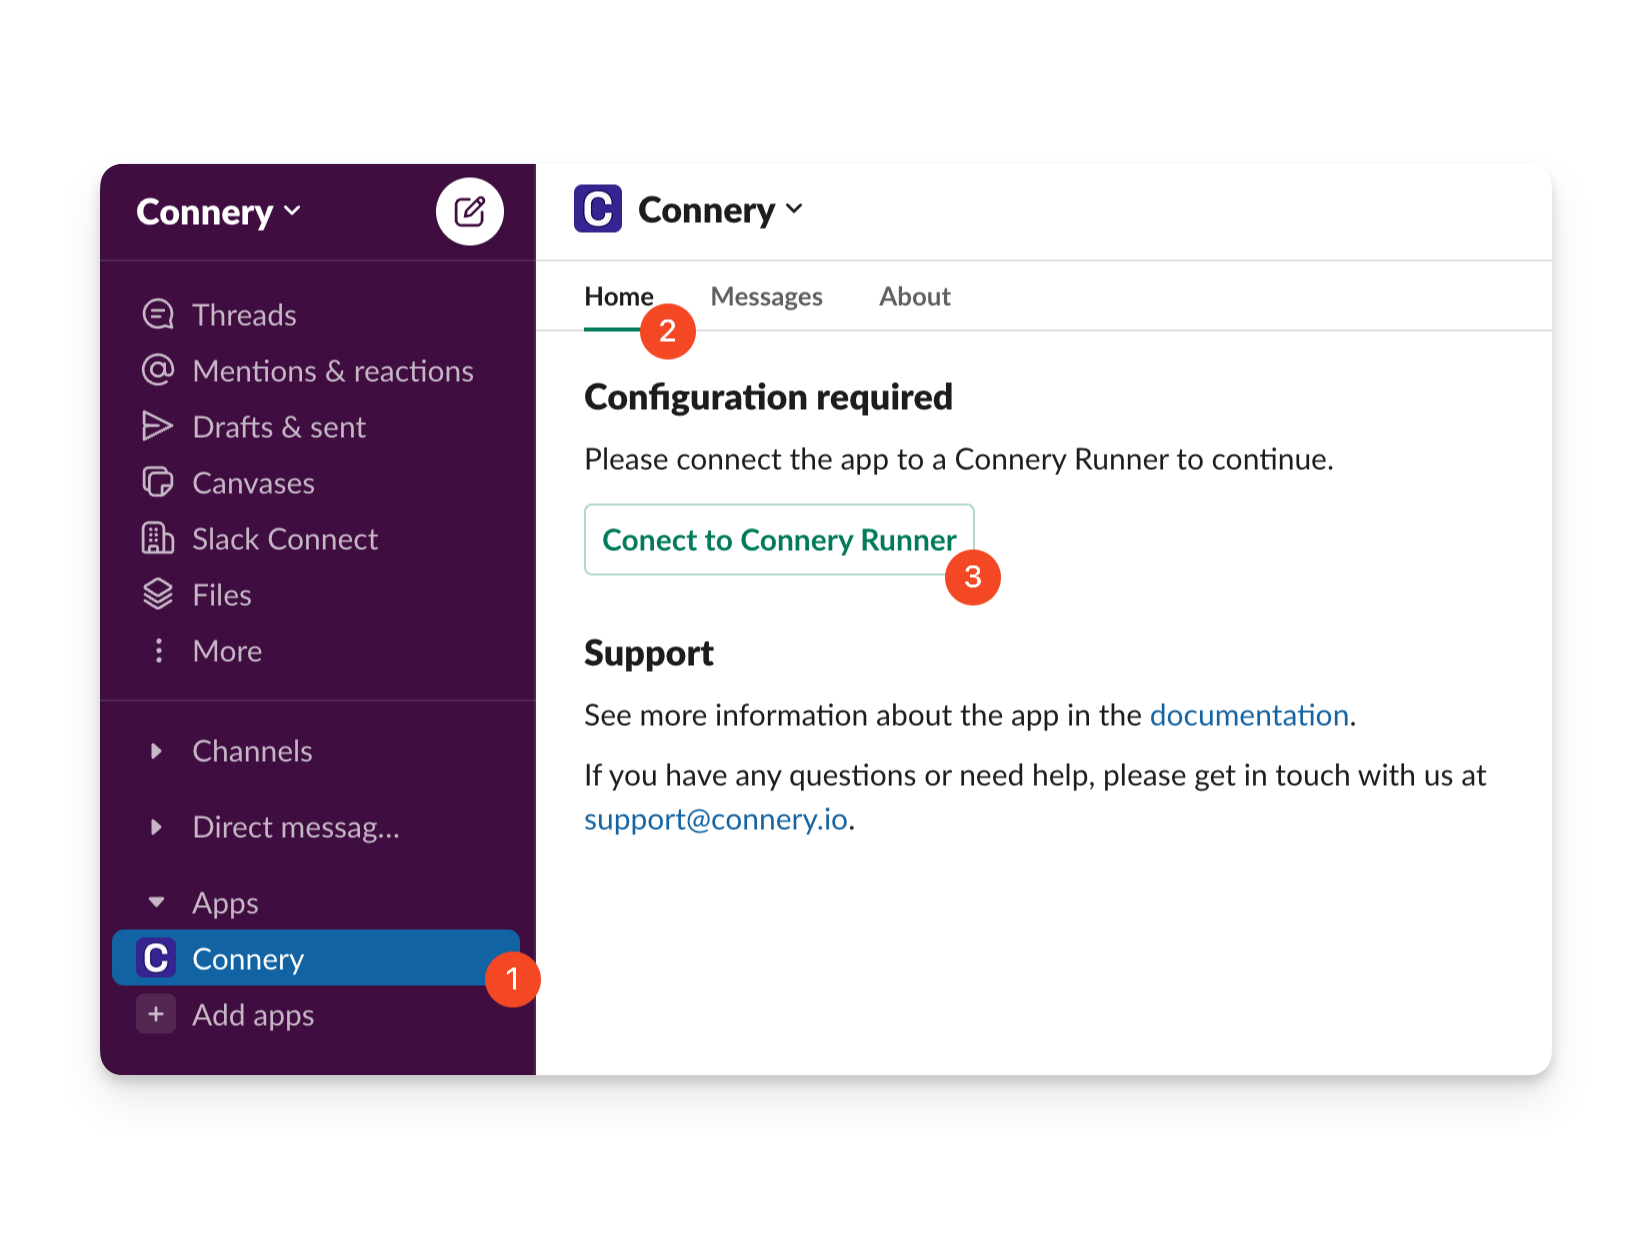 Connery
Threads
Mentions & reactions
Drafts & sent
Canvases
Slack Connect
Files
More
Channels
Direct messag...
Apps
C Connery
1
+ Add apps
C Connery
Home Messages About
2
Configuration required
Please connect the app to a Connery Runner to continue.
Conect to Connery Runner
3
Support
See more information about the app in the documentation.
If you have any questions or need help, please get in touch with us at
support@connery.io.